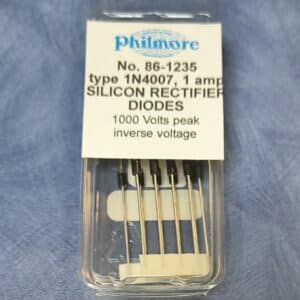 Philmore
No. 86-1235
type 1N4007, 1 amp
SILICON RECTIFIER
DIODES
1000 Volts peak
inverse voltage